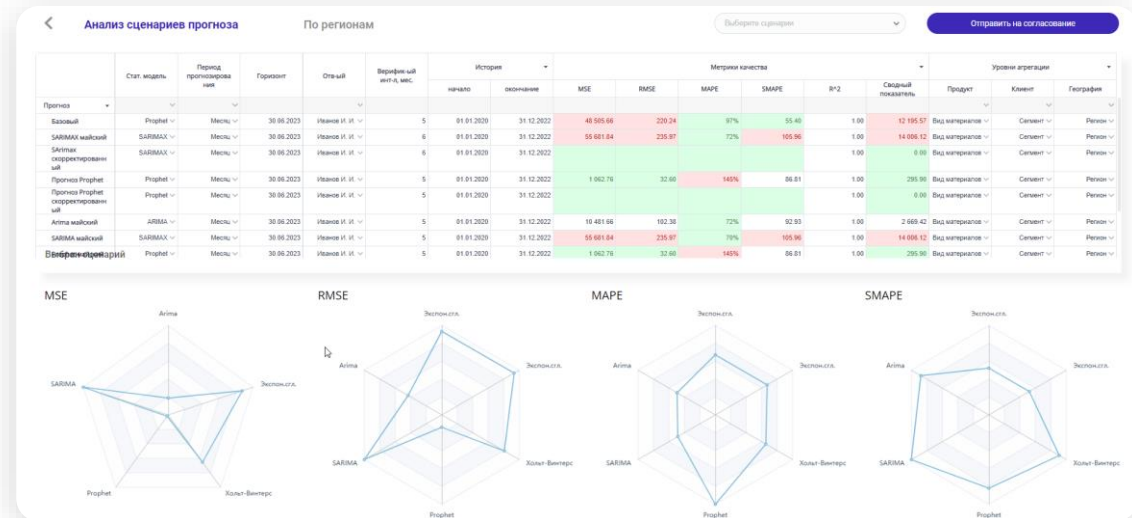 Анализ сценариев прогноза По регионам Выберите сценарии Отправить на согласование
История Метрики качества Уровни агрегации
Стат. модель Период прогнозирова ния Горизонт Отв-ый Верифик-ый инт-л, мес. начало окончание MSE RMSE MAPE SMAPE R^2 Сводный показатель Продукт Клиент География
Прогноз
Базовый Prophet Месяц 30.06.2023 Иванов И. И. 5 01.01.2020 31.12.2022 48 505.66 220.24 97% 55.40 1.00 12 195.57 Вид материалов Сегмент Регион
SARIMAX майский SARIMAX Месяц 30.06.2023 Иванов И. И. 6 01.01.2020 31.12.2022 55 681.84 235.97 72% 105.96 1.00 14 006.12 Вид материалов Сегмент Регион
SArimax
скорректированн
ый SARIMAX Месяц 30.06.2023 Иванов И. И. 6 01.01.2020 31.12.2022 1.00 0.00 Вид материалов Сегмент Регион
Прогноз Prophet Prophet Месяц 30.06.2023 Иванов И. И. 5 01.01.2020 31.12.2022 1 062.76 32.60 145% 86.81 1.00 295.90 Вид материалов Сегмент Регион
Прогноз Prophet
скорректированн
ый Prophet Месяц 30.06.2023 Иванов И. И. 5 01.01.2020 31.12.2022 1.00 0.00 Вид материалов Сегмент Регион
Arima майский ARIMA Месяц 30.06.2023 Иванов И. И. 5 01.01.2020 31.12.2022 10 481.66 102.38 72% 92.93 1.00 2 669.42 Вид материалов Сегмент Регион
SARIMA майский SARIMAX Месяц 30.06.2023 Иванов И. И. 5 01.01.2020 31.12.2022 55 681.84 235.97 70% 105.96 1.00 14 006.12 Вид материалов Сегмент Регион
Prophet Месяц 30.06.2023 Иванов И. И. 5 01.01.2020 31.12.2022 1 062.76 32.60 145% 86.81 1.00 295.90 Вид материалов Сегмент Регион
MSE RMSE MAPE SMAPE
Arima Экспон.сгл. Экспон.сгл. Экспон.сгл.
Arima Экспон.сгл. Arima Экспон.сгл. Arima Экспон.сгл.
SARIMA Экспон.сгл.
SARIMA Хольт-Винтерс SARIMA Хольт-Винтерс SARIMA Хольт-Винтерс
Prophet Хольт-Винтерс
Prophet Prophet Prophet